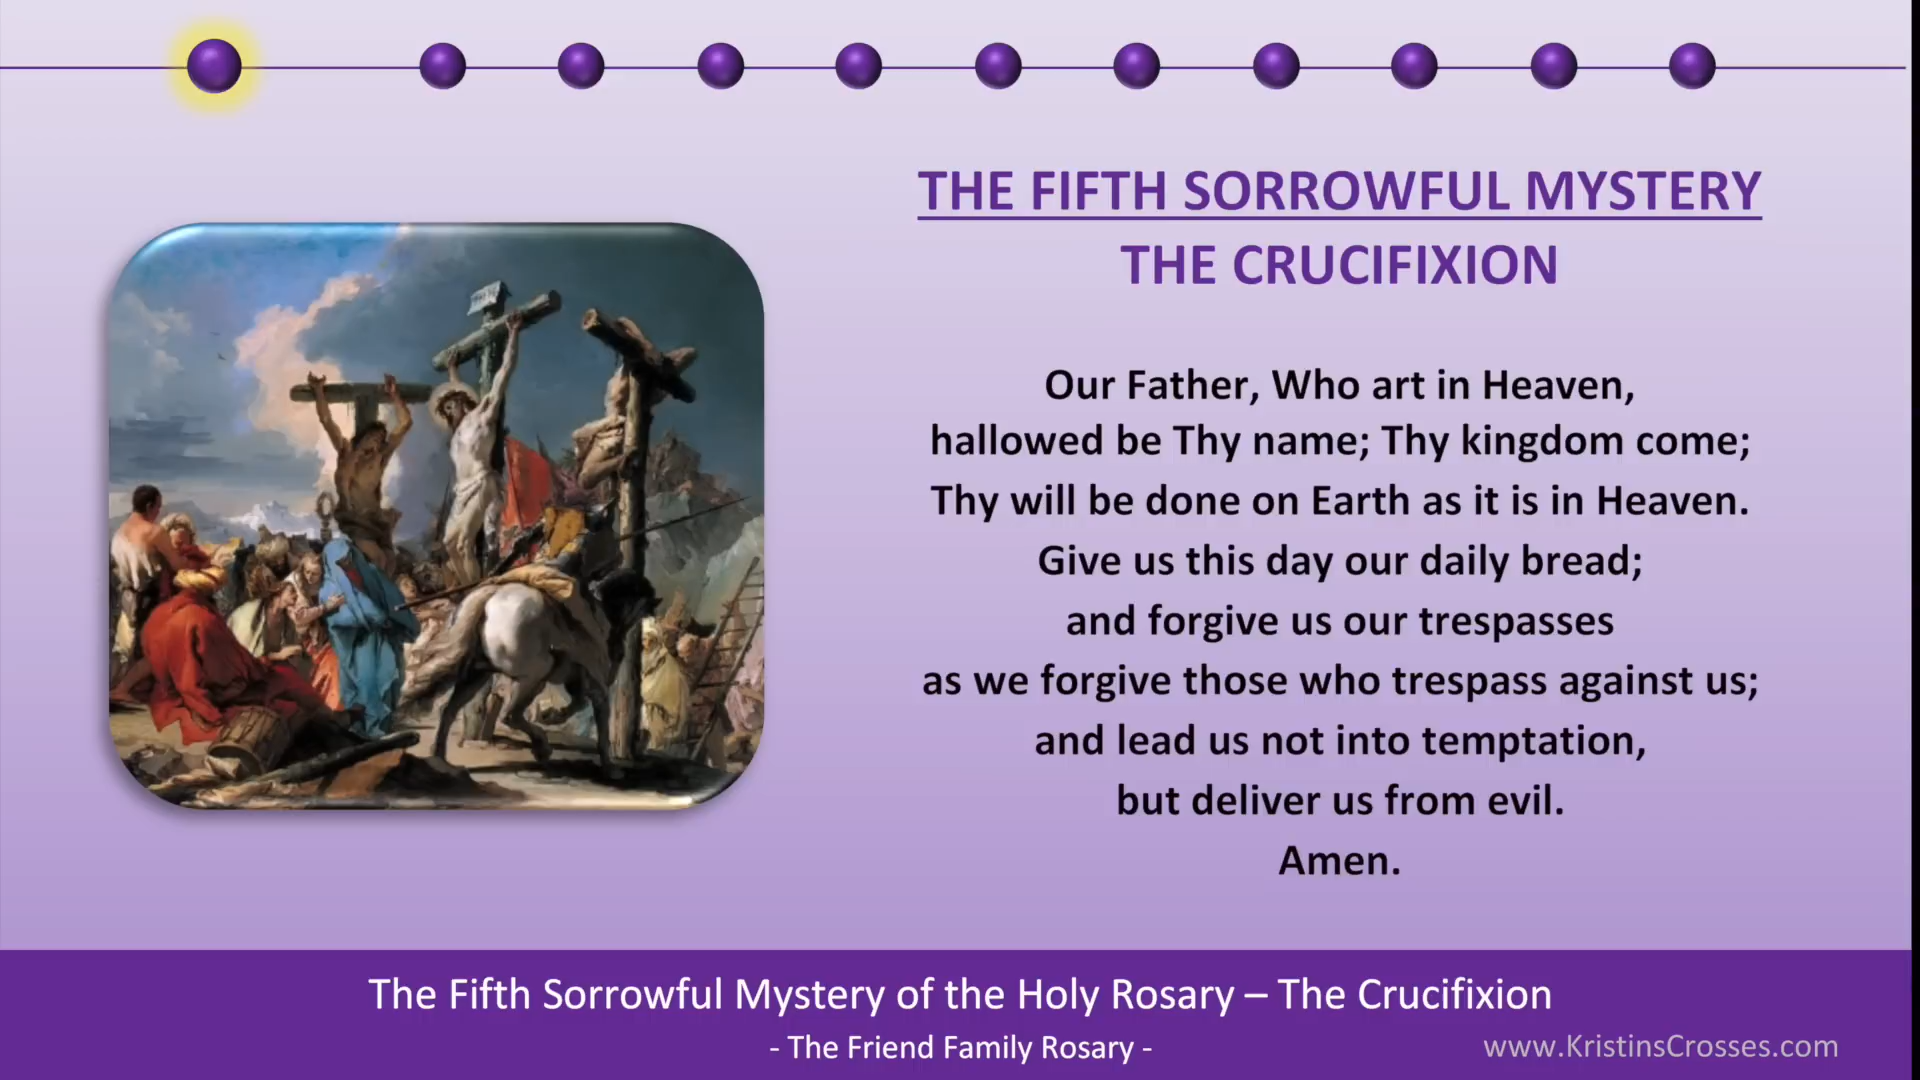 THE FIFTH SORROWFUL MYSTERY
THE CRUCIFIXION
Our Father, Who art in Heaven,
hallowed be Thy name; Thy kingdom come;
Thy will be done on Earth as it is in Heaven.
Give us this day our daily bread;
and forgive us our trespasses
as we forgive those who trespass against us;
and lead us not into temptation,
but deliver us from evil.
Amen.
The Fifth Sorrowful Mystery of the Holy Rosary – The Crucifixion
- The Friend Family Rosary -
www.KristinsCrosses.com